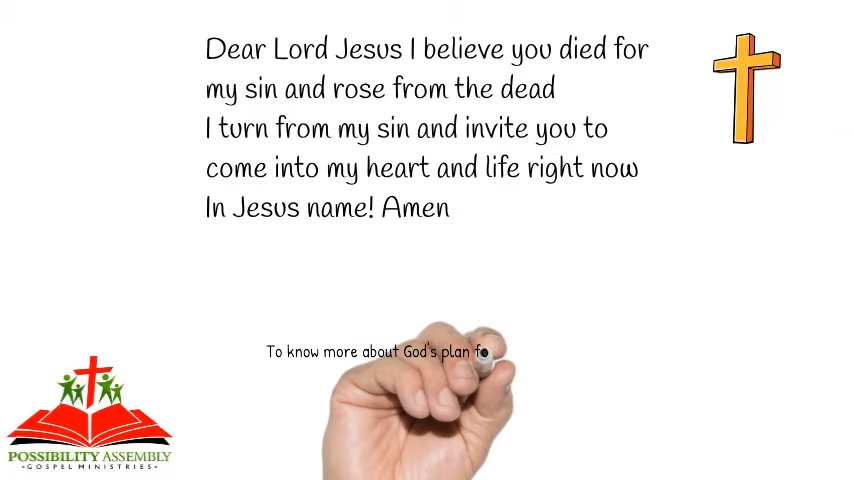 Dear Lord Jesus I believe you died for
my sin and rose from the dead
I turn from my sin and invite you to
come into my heart and life right now
In Jesus name! Amen
To know more about God's plan fo
POSSIBILITY ASSEMBLY
GOSPEL MINISTRIES